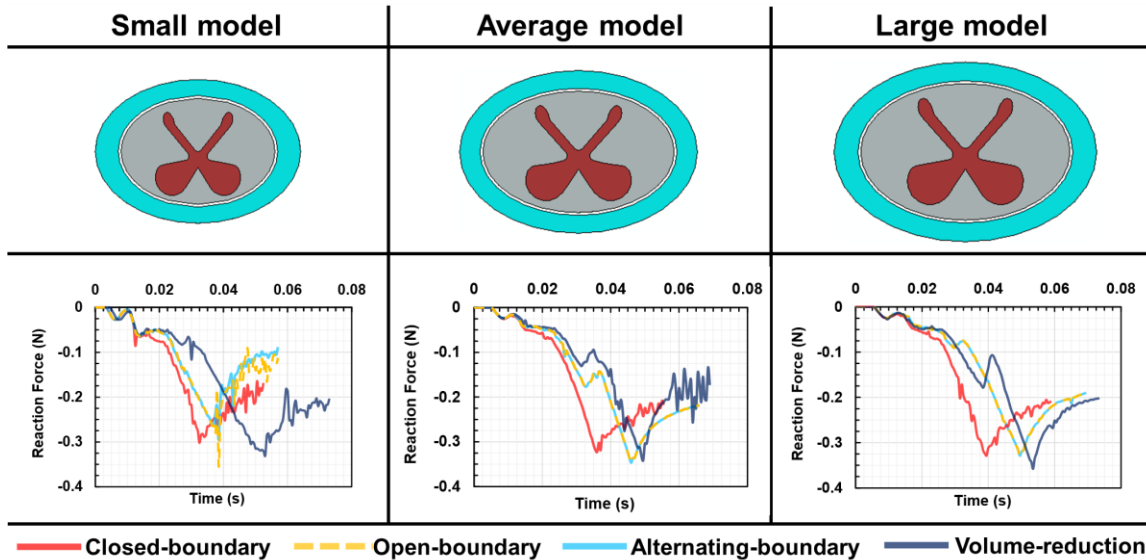 Small model
Average model
Large model
0 0.02 0.04 0.06 0.08
0
-0.1
-0.2
-0.3
-0.4
Reaction Force (N)
Time (s)
0 0.02 0.04 0.06 0.08
0
-0.1
-0.2
-0.3
-0.4
Reaction Force (N)
Time (s)
0 0.02 0.04 0.06 0.08
0
-0.1
-0.2
-0.3
-0.4
Reaction Force (N)
Time (s)
Closed-boundary Open-boundary Alternating-boundary Volume-reduction